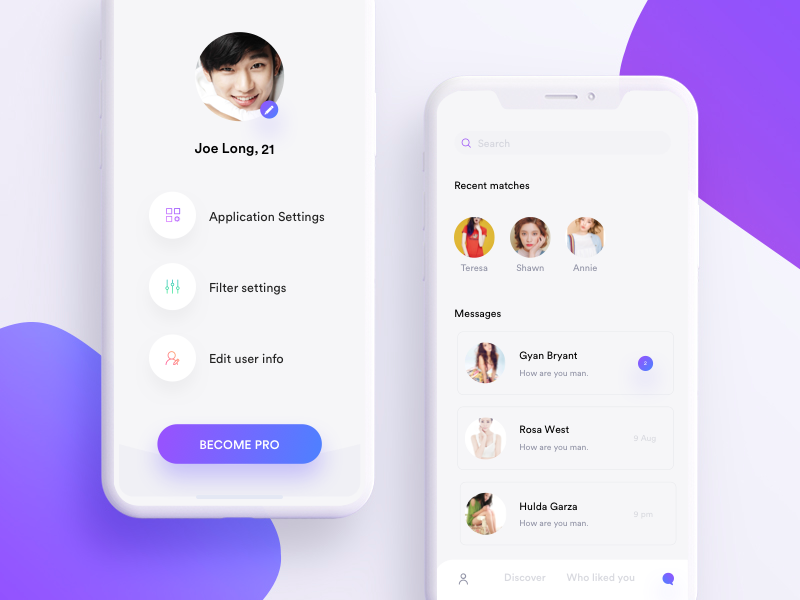 Joe Long, 21
Application Settings
Filter settings
Edit user info
BECOME PRO
Search
Recent matches
Teresa
Shawn
Annie
Messages
Gyan Bryant
How are you man.
2
Rosa West
How are you man.
9 Aug
Hulda Garza
How are you man.
9 pm
Discover
Who liked you